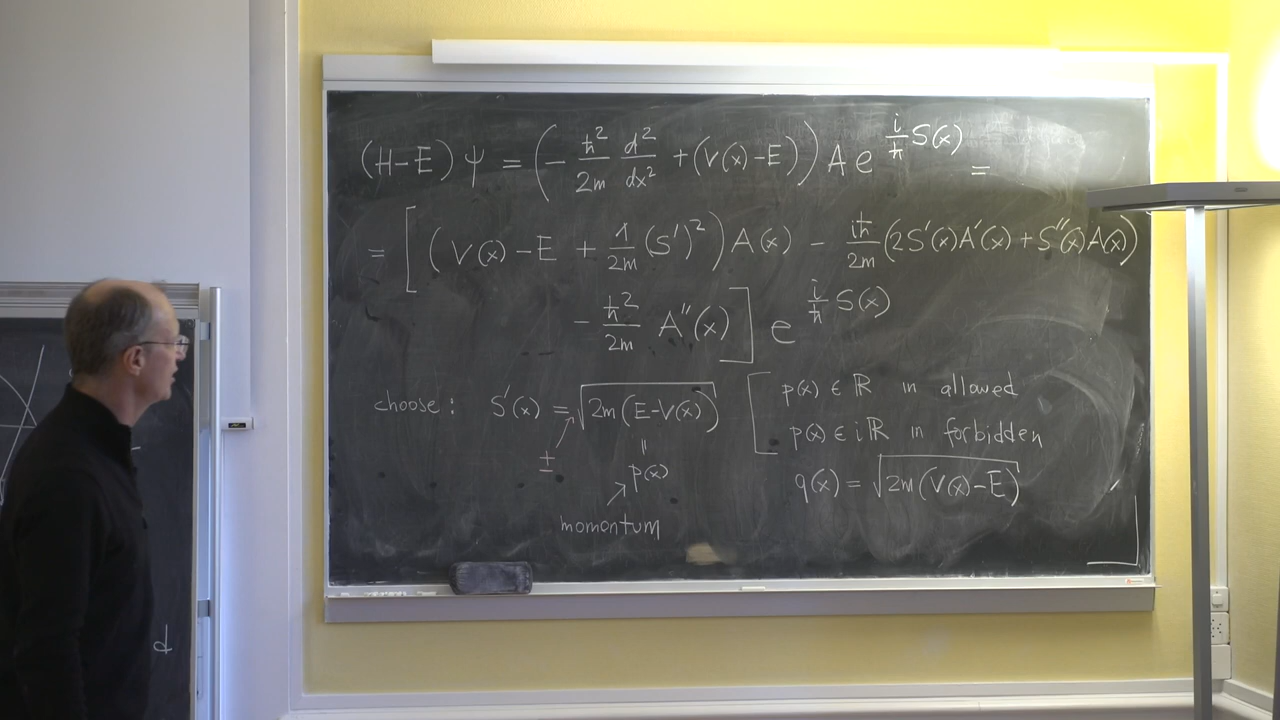 (H-E) ψ = (- ħ²/2m d²/dx² + (V(x)-E)) A e^{i/ħ S(x)} =
= [ (V(x)-E + 1/2m (S')²) A(x) - iħ/2m (2S'(x)A'(x) + S''(x)A(x))
- ħ²/2m A''(x) ] e^{i/ħ S(x)}
choose: S'(x) = √(2m(E-V(x))) [ p(x) ∈ ℝ in allowed
p(x) ∈ iℝ in forbidden
± = p(x) q(x) = √(2m(V(x)-E))
momentum
d